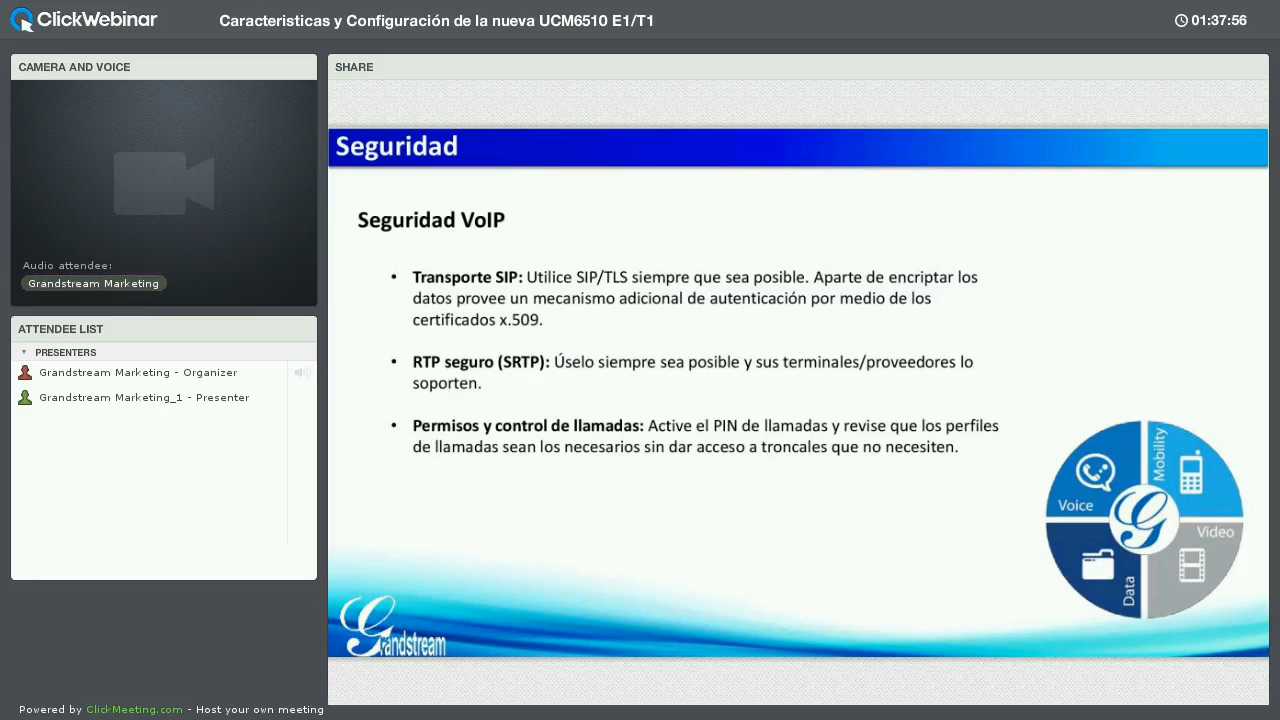 ClickWebinar
Caracteristicas y Configuración de la nueva UCM6510 E1/T1
01:37:56
CAMERA AND VOICE
Audio attendee:
Grandstream Marketing
ATTENDEE LIST
PRESENTERS
Grandstream Marketing - Organizer
Grandstream Marketing_1 - Presenter
SHARE
Seguridad
Seguridad VoIP
• Transporte SIP: Utilice SIP/TLS siempre que sea posible. Aparte de encriptar los
datos provee un mecanismo adicional de autenticación por medio de los
certificados x.509.
• RTP seguro (SRTP): Úselo siempre sea posible y sus terminales/proveedores lo
soporten.
• Permisos y control de llamadas: Active el PIN de llamadas y revise que los perfiles
de llamadas sean los necesarios sin dar acceso a troncales que no necesiten.
Voice
Mobility
Video
Data
G
Grandstream
Powered by ClickMeeting.com - Host your own meeting